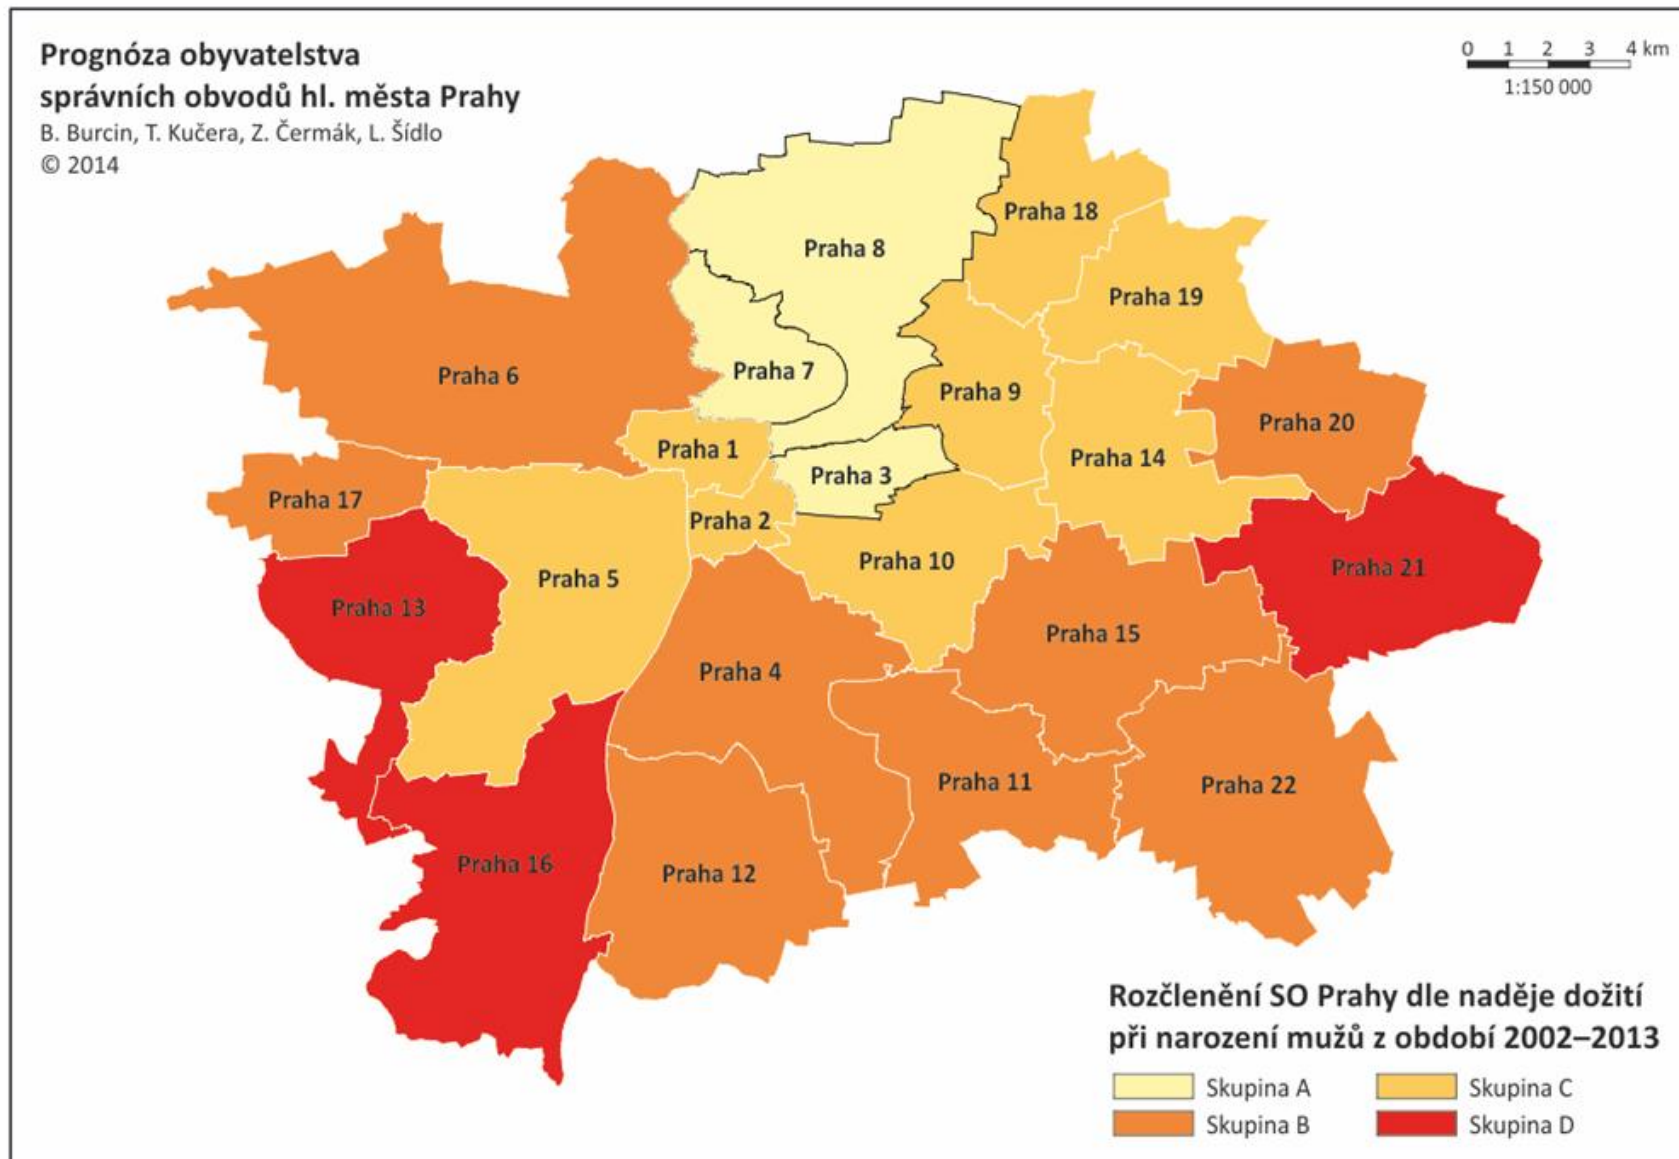 Prognóza obyvatelstva
správních obvodů hl. města Prahy
B. Burcin, T. Kučera, Z. Čermák, L. Šídlo
© 2014
0 1 2 3 4 km
1:150 000
Praha 18
Praha 8
Praha 19
Praha 7
Praha 6
Praha 9
Praha 20
Praha 1
Praha 14
Praha 3
Praha 17
Praha 2
Praha 10
Praha 21
Praha 5
Praha 13
Praha 15
Praha 4
Praha 11
Praha 22
Praha 16
Praha 12
Rozčlenění SO Prahy dle naděje dožití
při narození mužů z období 2002–2013
Skupina A
Skupina C
Skupina B
Skupina D